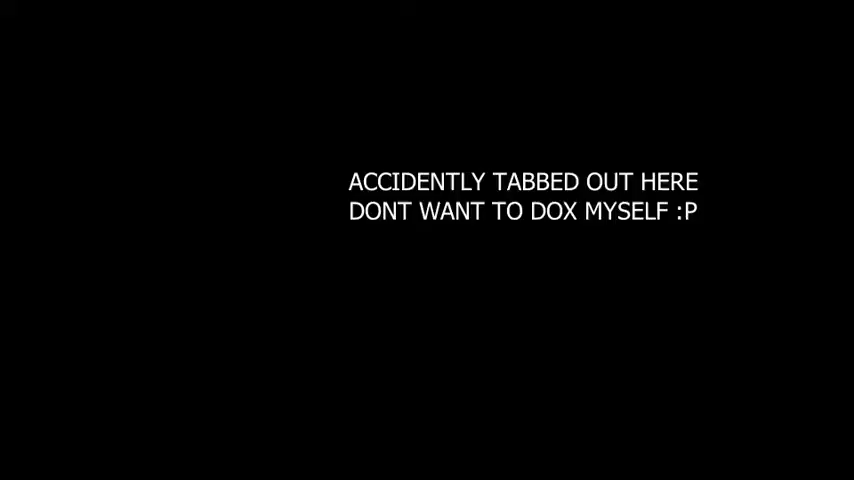 ACCIDENTLY TABBED OUT HERE
DONT WANT TO DOX MYSELF :P